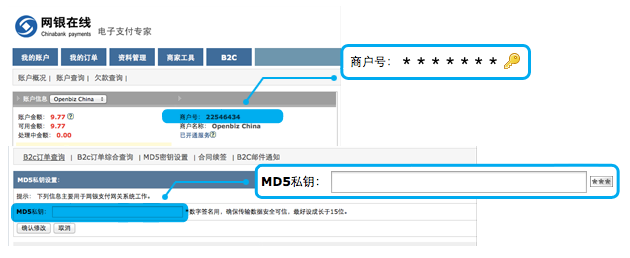 网银在线
Chinabank payments
电子支付专家
我的账户 我的订单 资料管理 商家工具 B2C
账户概况 | 账户查询 | 欠款查询 |
商户号: * * * * * * *
账户信息 Openbiz China
账户金额: 9.77
商户号: 22546434
可用金额: 9.77
商户名称: Openbiz China
处理中金额: 0.00
已开通服务
B2c订单查询 | B2c订单综合查询 | MD5密钥设置 | 合同续签 | B2C邮件通知
MD5私钥设置:
MD5私钥: ***
提示: 下列信息主要用于网银支付网关系统工作。
MD5私钥: *数字签名用，确保传输数据安全可信，最好设成长于15位。
确认修改 取消